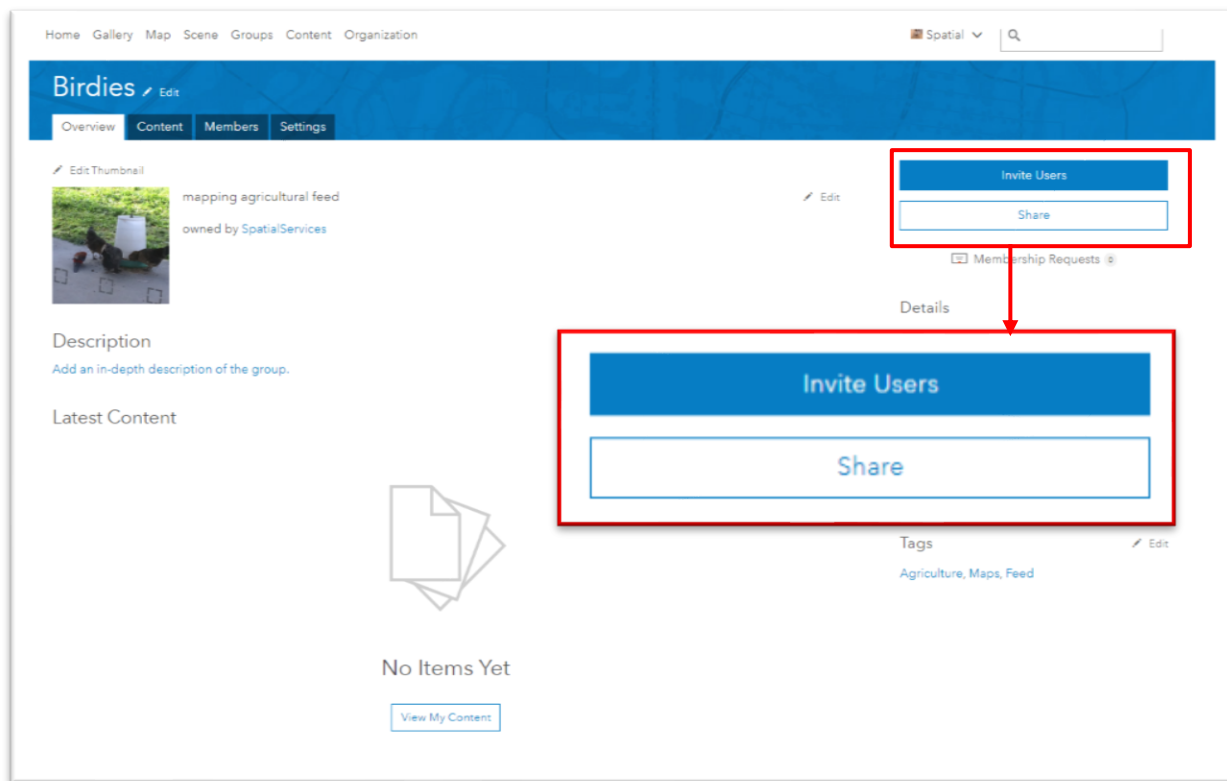 Home Gallery Map Scene Groups Content Organization
Spatial
Birdies Edit
Overview Content Members Settings
Edit Thumbnail
mapping agricultural feed
Edit
owned by SpatialServices
Invite Users
Share
Membership Requests
Details
Description
Add an in-depth description of the group.
Latest Content
Invite Users
Share
Tags
Edit
Agriculture, Maps, Feed
No Items Yet
View My Content